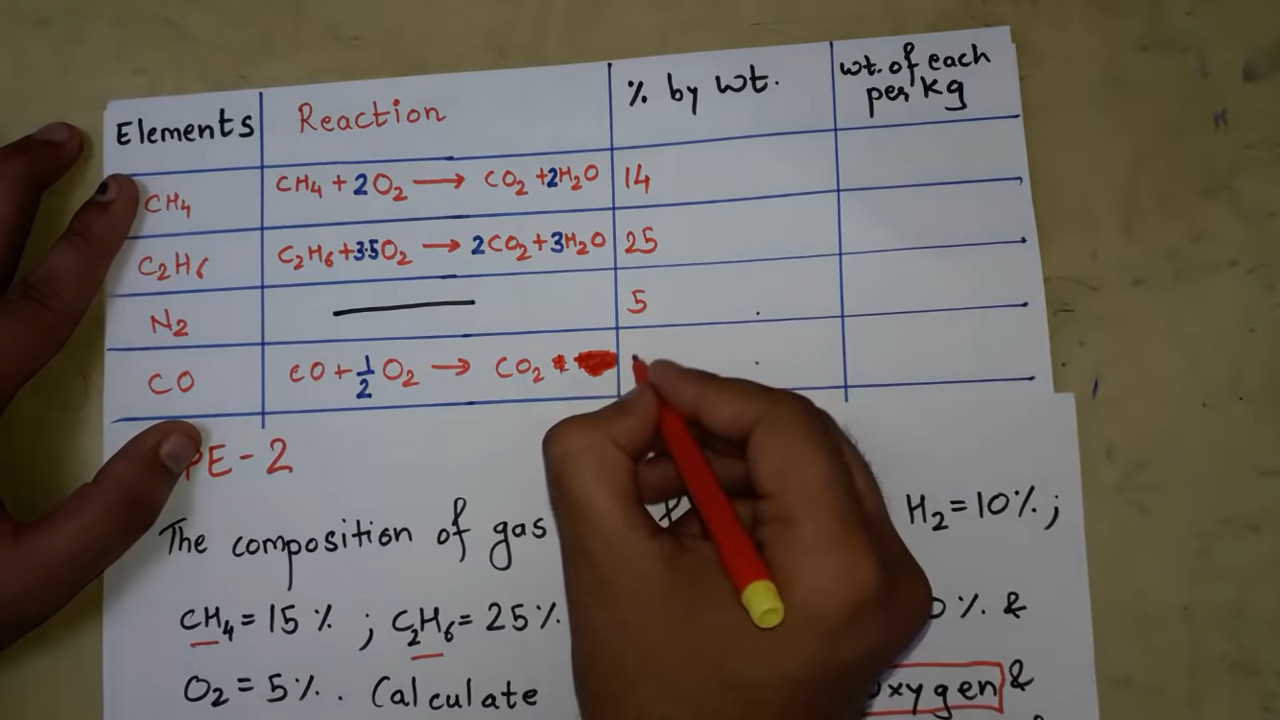 Elements Reaction % by wt. wt. of each per kg
CH4 CH4 + 2O2 → CO2 + 2H2O 14
C2H6 C2H6 + 3.5O2 → 2CO2 + 3H2O 25
N2 5
CO CO + 1/2 O2 → CO2
PE-2
The composition of gas H2 = 10%;
CH4 = 15%; C2H6 = 25%. %. &
O2 = 5%. Calculate oxygen &